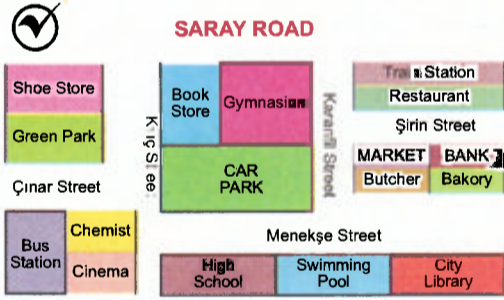 SARAY ROAD
Shoe Store
Green Park
Çınar Street
Bus
Station
Chemist
Cinema
Book
Store
Gymnasium
CAR
PARK
Karanfil Street
Station
Restaurant
Şirin Street
MARKET
BANK
Butcher
Bakory
Menekşe Street
High
School
Swimming
Pool
City
Library